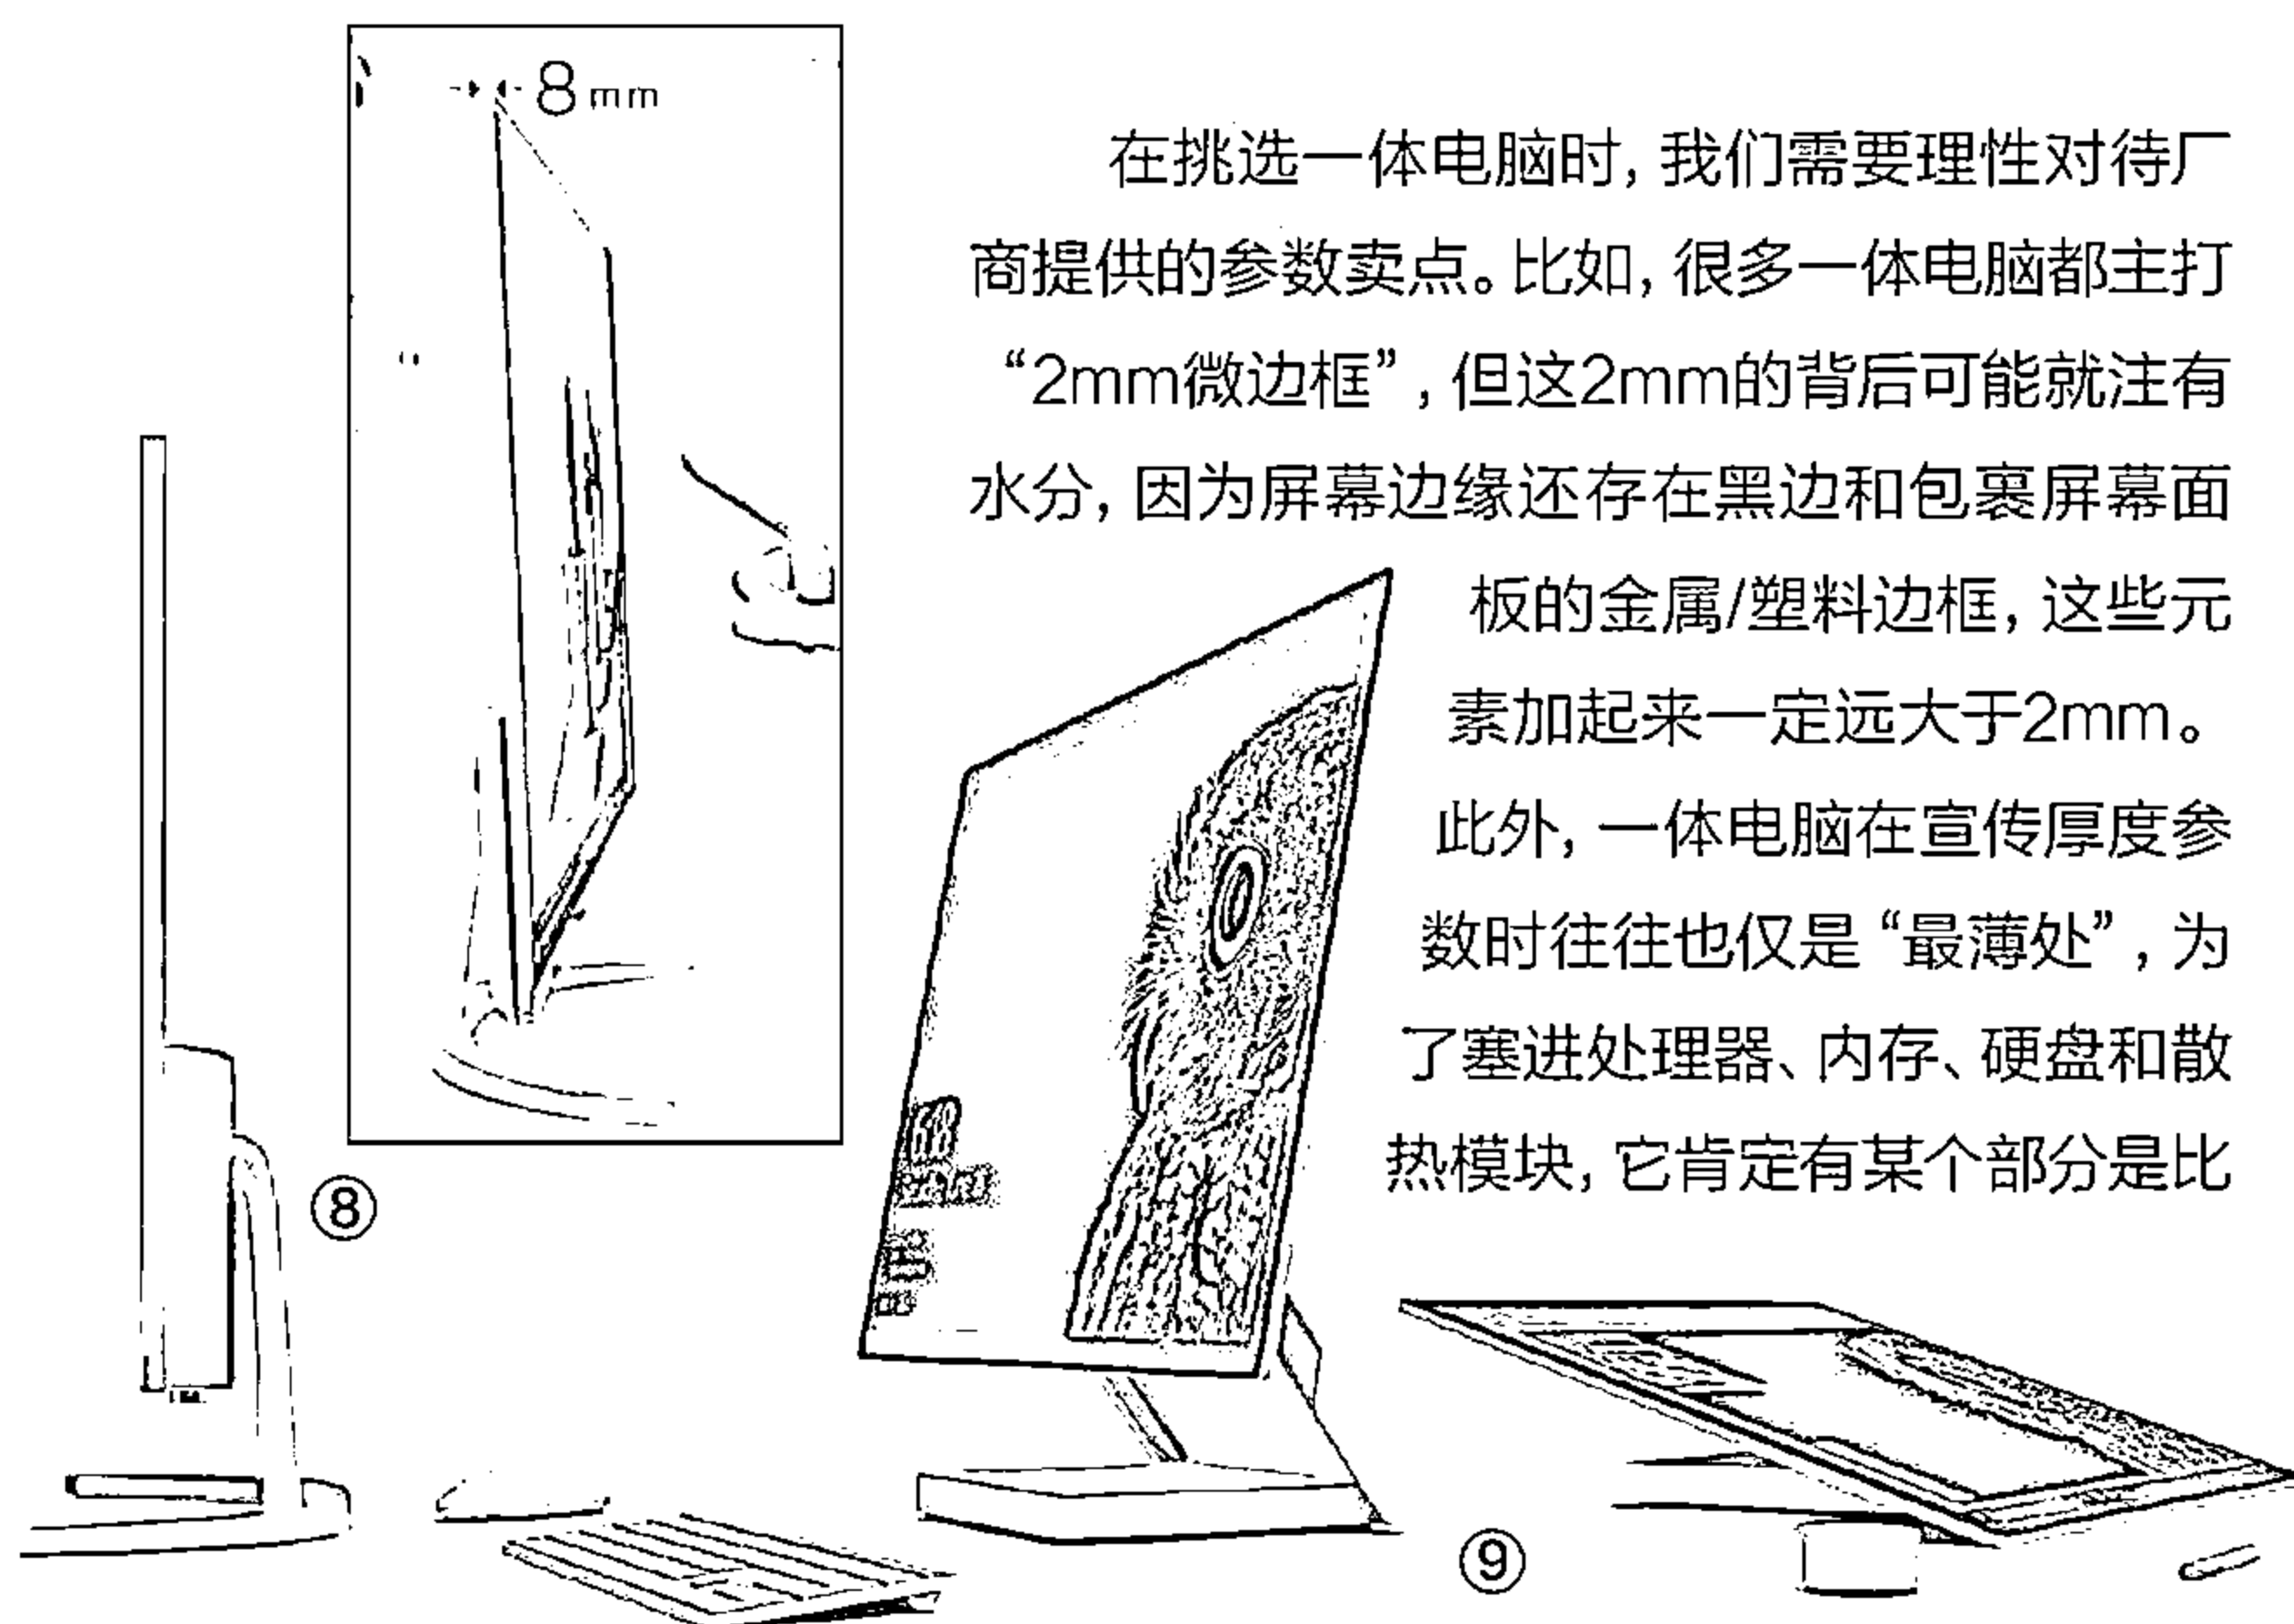 8mm
在挑选一体电脑时，我们需要理性对待厂
商提供的参数卖点。比如，很多一体电脑都主打
“2mm微边框”，但这2mm的背后可能就注有
水分，因为屏幕边缘还存在黑边和包裹屏幕面
板的金属/塑料边框，这些元
素加起来一定远大于2mm。
此外，一体电脑在宣传厚度参
数时往往也仅是“最薄处”，为
了塞进处理器、内存、硬盘和散
热模块，它肯定有某个部分是比
⑧
⑨